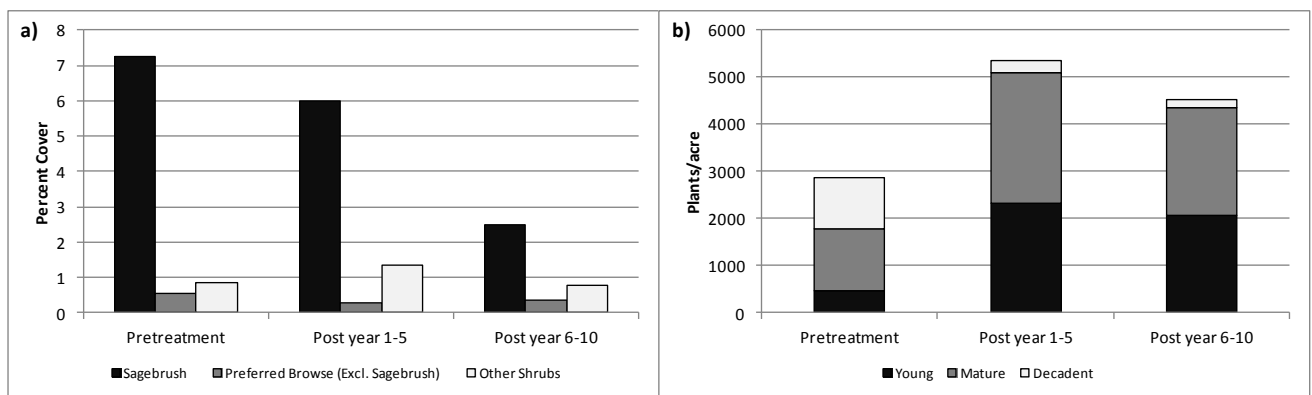 a)
Percent Cover
8
7
6
5
4
3
2
1
0
Pretreatment Post year 1-5 Post year 6-10
Sagebrush Preferred Browse (Excl. Sagebrush) Other Shrubs
b)
Plants/acre
6000
5000
4000
3000
2000
1000
0
Pretreatment Post year 1-5 Post year 6-10
Young Mature Decadent